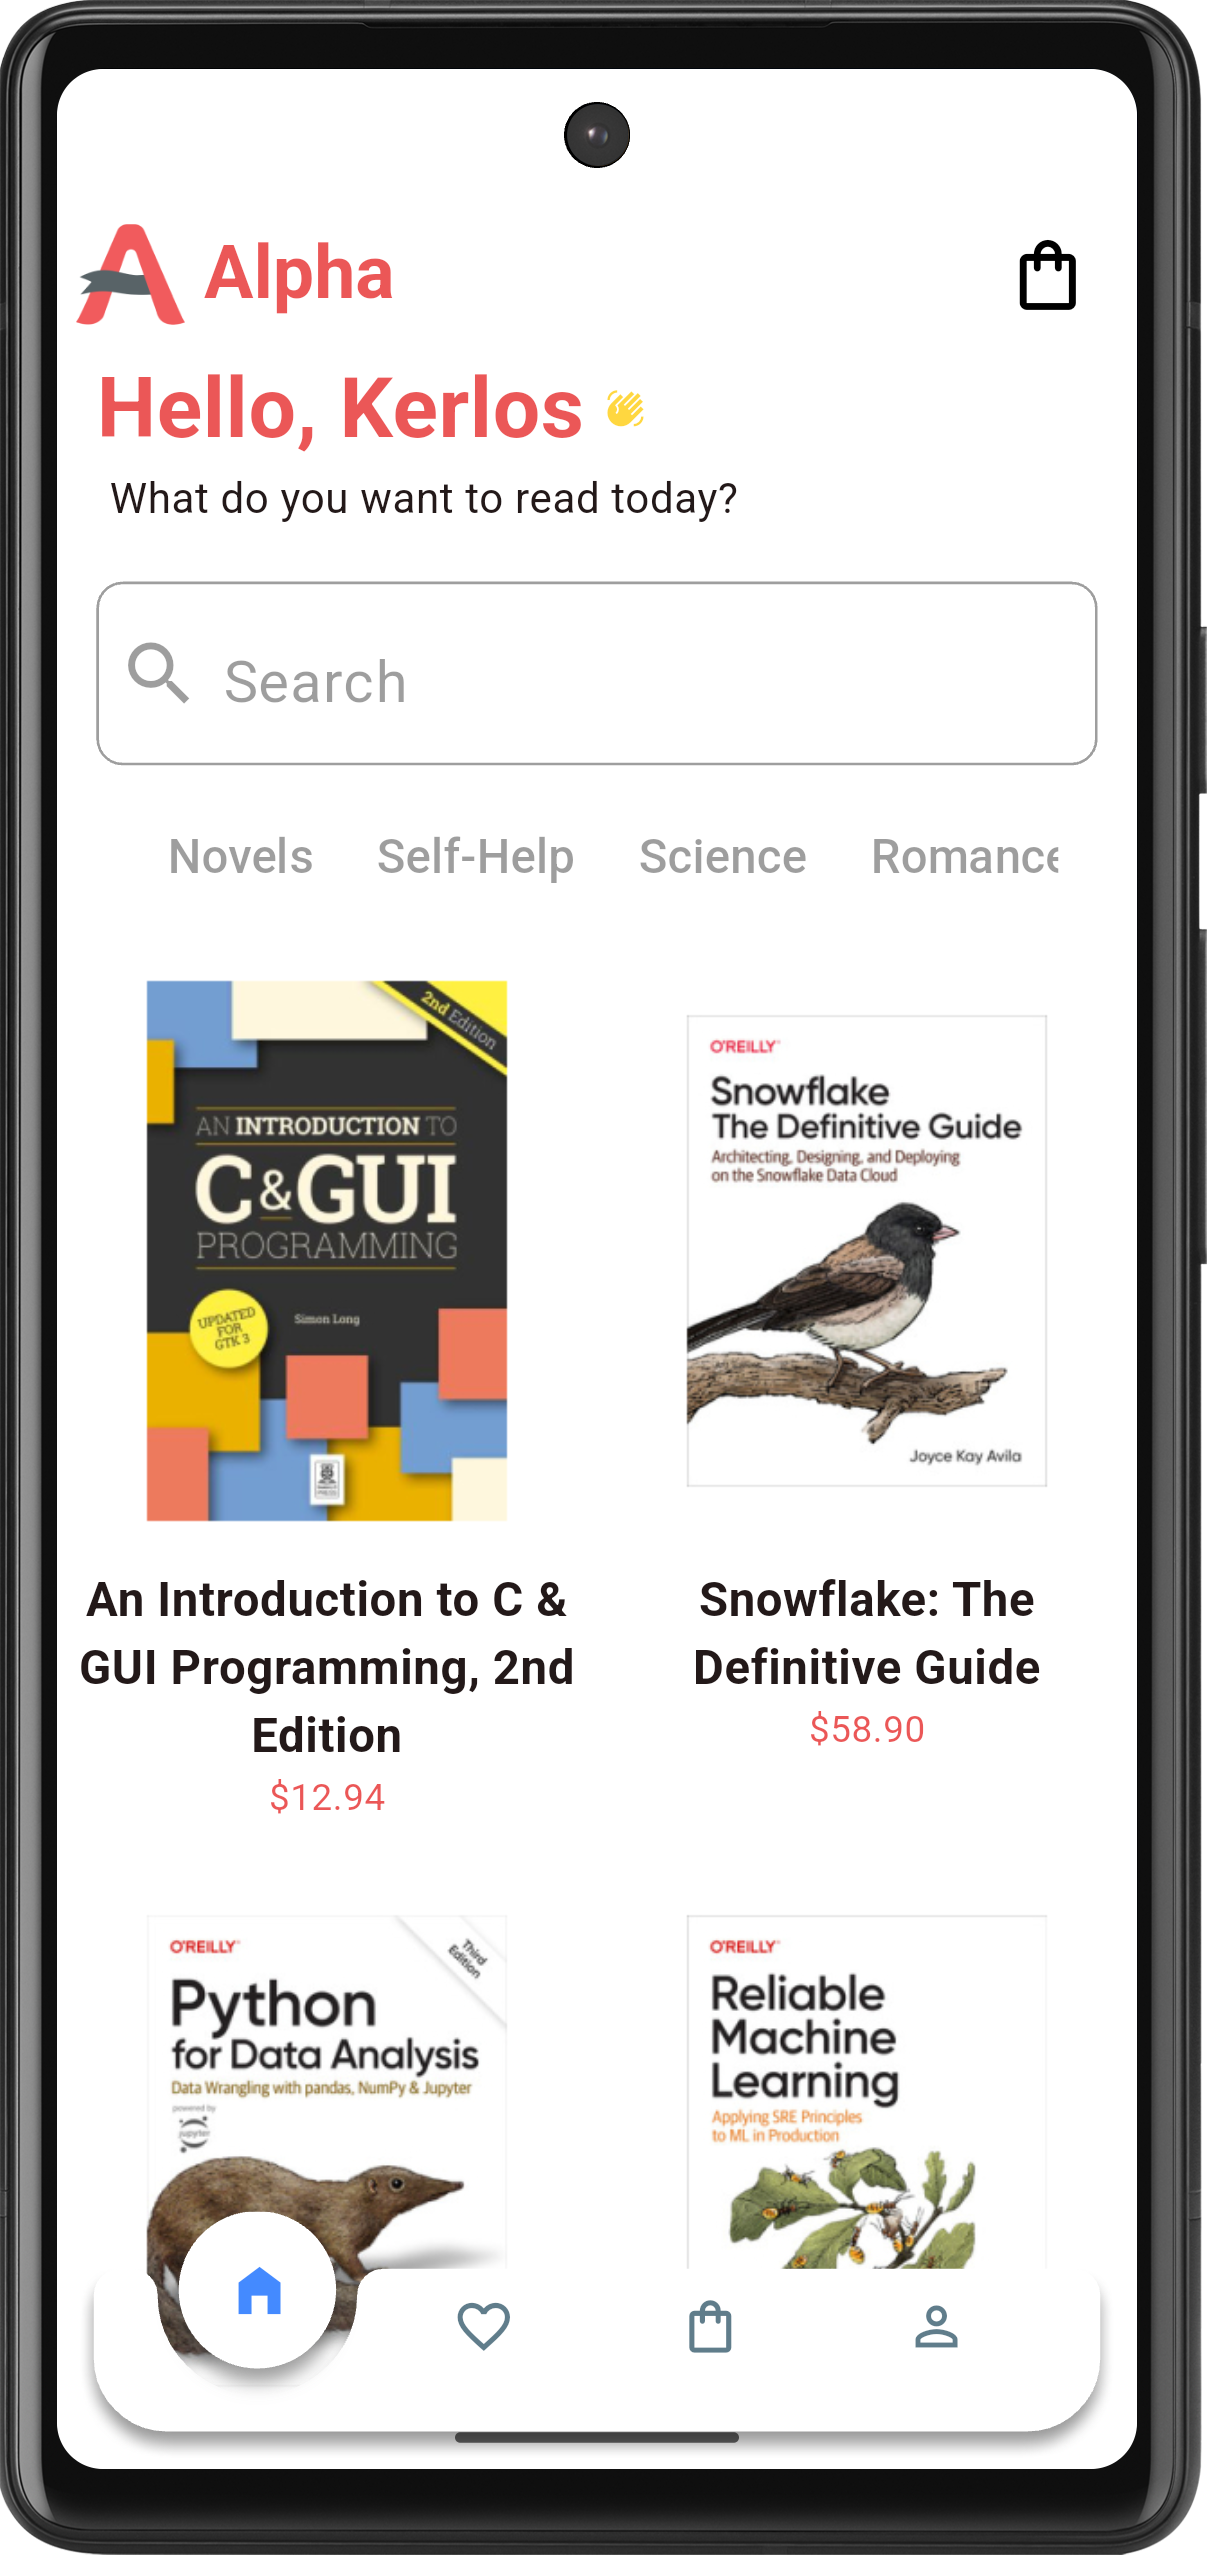 Alpha
Hello, Kerlos
What do you want to read today?
Search
Novels Self-Help Science Romance
2nd Edition
AN INTRODUCTION TO
C & GUI
PROGRAMMING
UPDATED
FOR
GTK 3
Simon Long
O'REILLY
Snowflake
The Definitive Guide
Architecting, Designing, and Deploying
on the Snowflake Data Cloud
Joyce Kay Avila
An Introduction to C &
GUI Programming, 2nd
Edition
$12.94
Snowflake: The
Definitive Guide
$58.90
O'REILLY
Third
Edition
Python
for Data Analysis
Data Wrangling with pandas, NumPy & Jupyter
powered by
jupyter
O'REILLY
Reliable
Machine
Learning
Applying SRE Principles
to ML in Production